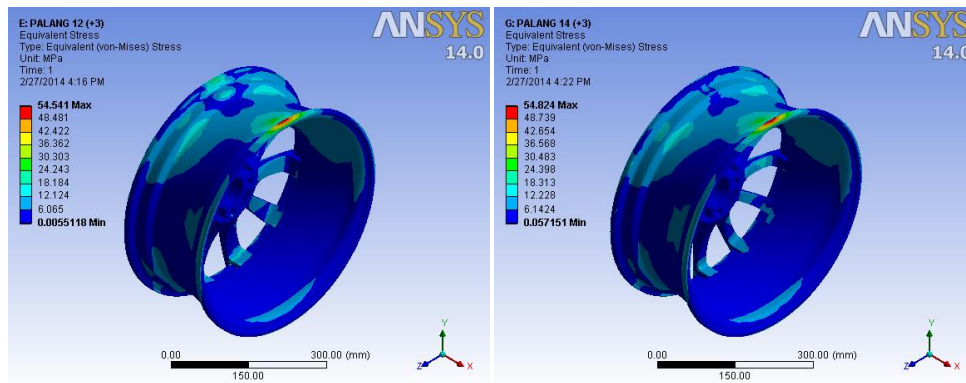 E: PALANG 12 (+3)
Equivalent Stress
Type: Equivalent (von-Mises) Stress
Unit: MPa
Time: 1
2/27/2014 4:16 PM
54.541 Max
48.481
42.422
36.362
30.303
24.243
18.184
12.124
6.065
0.0055118 Min
ANSYS
14.0
0.00
300.00 (mm)
150.00
Y
Z
X
G: PALANG 14 (+3)
Equivalent Stress
Type: Equivalent (von-Mises) Stress
Unit: MPa
Time: 1
2/27/2014 4:22 PM
54.824 Max
48.739
42.654
36.568
30.483
24.398
18.313
12.228
6.1424
0.057151 Min
ANSYS
14.0
0.00
300.00 (mm)
150.00
Y
Z
X